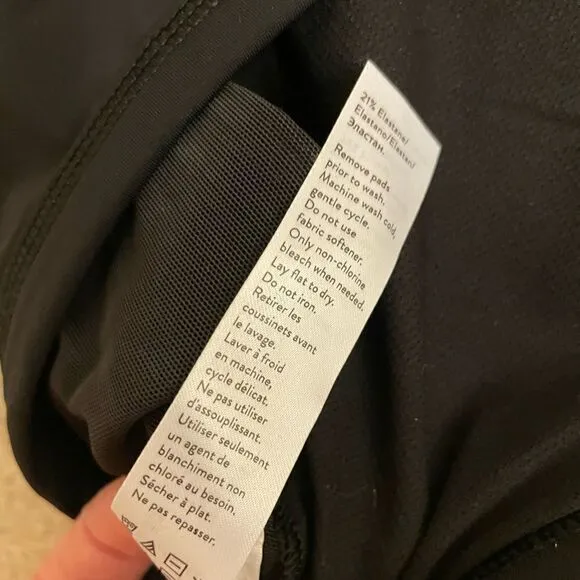 21% Elastane/
Elastano/Elastan/
Эластан.
Remove pads
prior to wash.
Machine wash cold,
gentle cycle.
Do not use
fabric softener.
Only non-chlorine
bleach when needed.
Lay flat to dry.
Do not iron.
Retirer les
coussinets avant
le lavage.
Laver à froid
en machine,
cycle délicat.
Ne pas utiliser
d'assouplissant.
Utiliser seulement
un agent de
blanchiment non
chloré au besoin.
Sécher à plat.
Ne pas repasser.